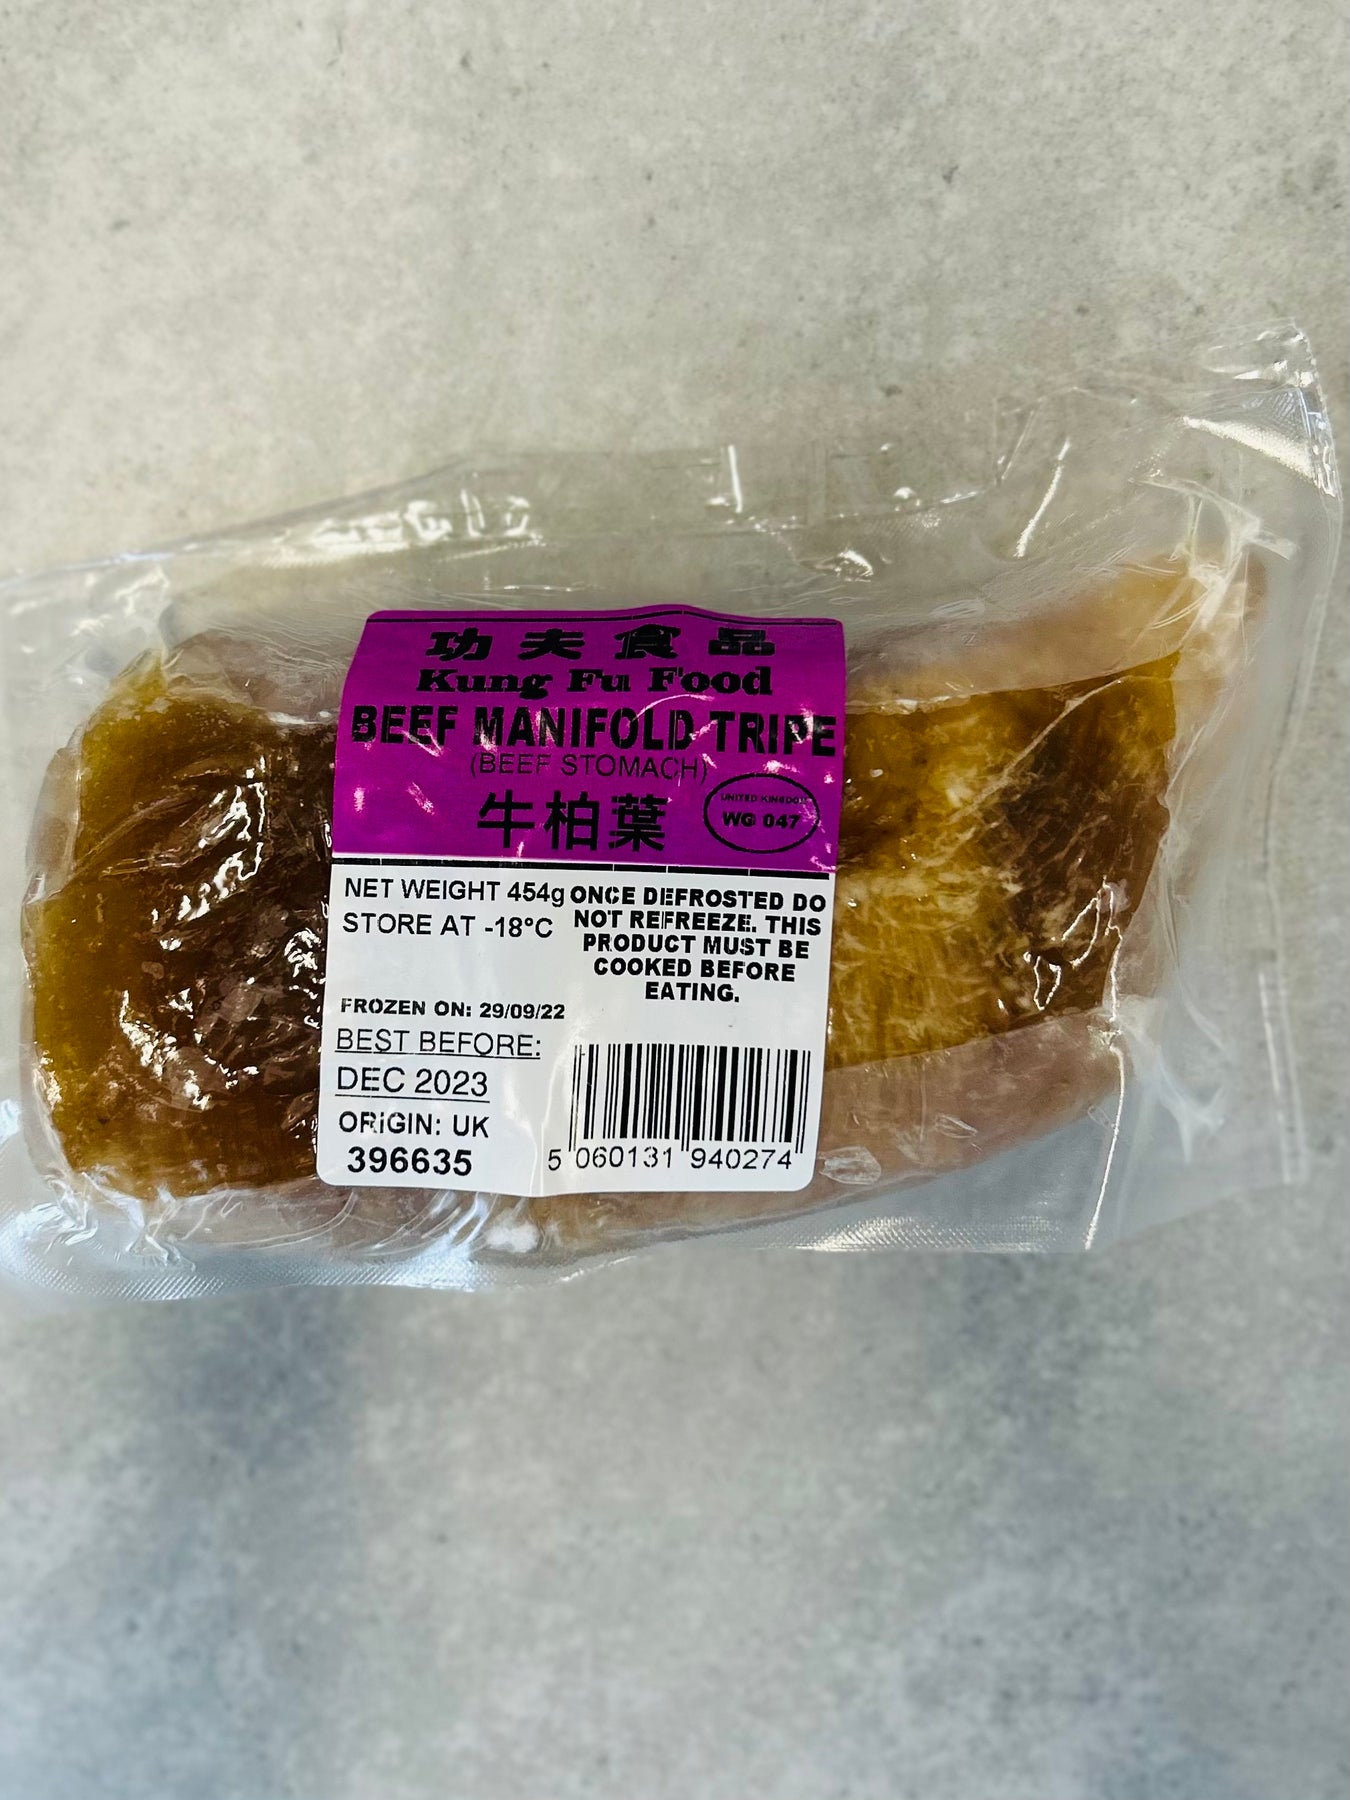 功夫食品
Kung Fu Food
BEEF MANIFOLD TRIPE
(BEEF STOMACH)
牛柏葉
UNITED KINGDOM
WG 047
NET WEIGHT 454g
STORE AT -18°C
ONCE DEFROSTED DO
NOT REFREEZE. THIS
PRODUCT MUST BE
COOKED BEFORE
EATING.
FROZEN ON: 29/09/22
BEST BEFORE:
DEC 2023
ORIGIN: UK
396635
5 060131 940274